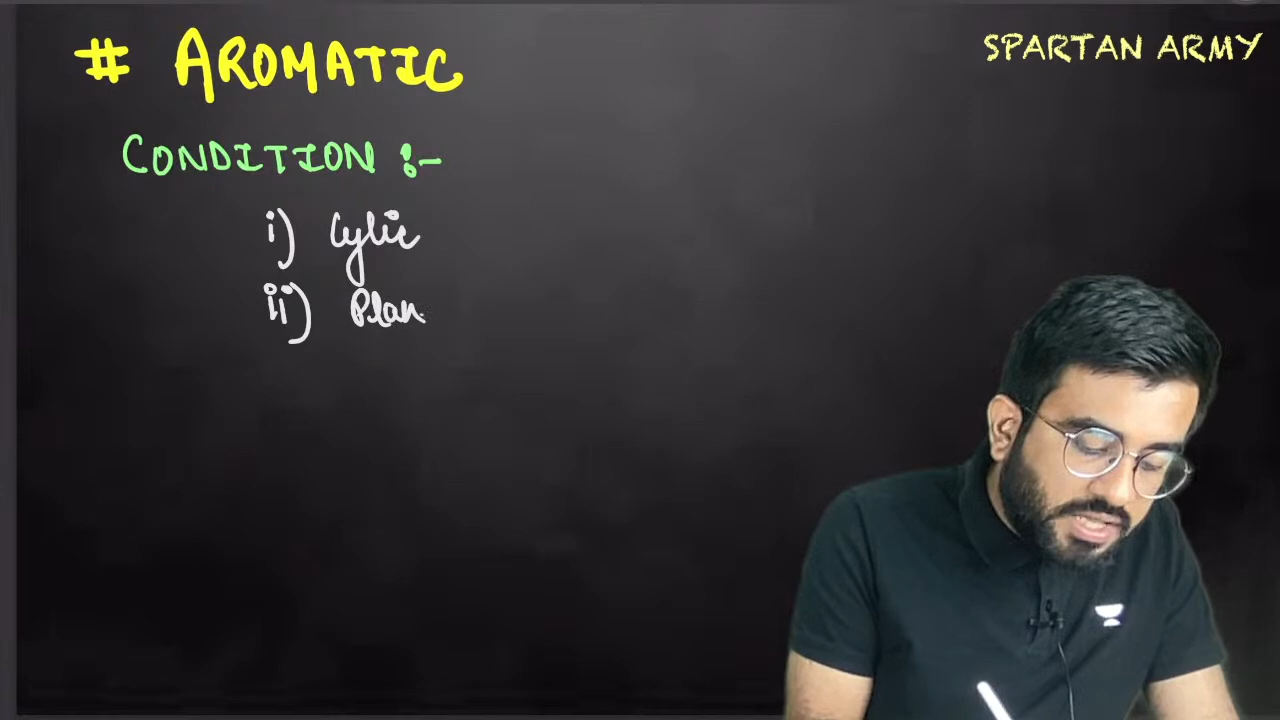 # AROMATIC
SPARTAN ARMY
CONDITION :-
i) Cylic
ii) Plan